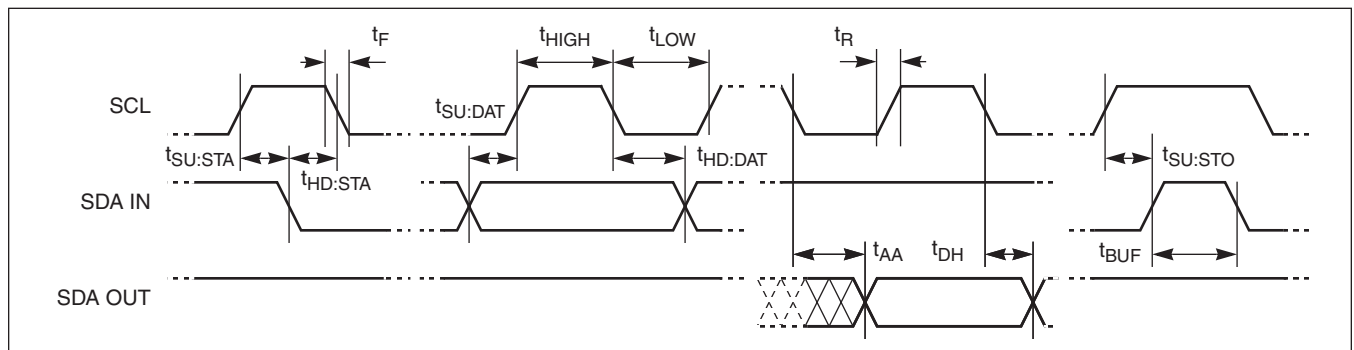 tF
tHIGH
tLOW
tR
SCL
tSU:DAT
tSU:STA
tHD:STA
tHD:DAT
tSU:STO
SDA IN
tAA
tDH
tBUF
SDA OUT